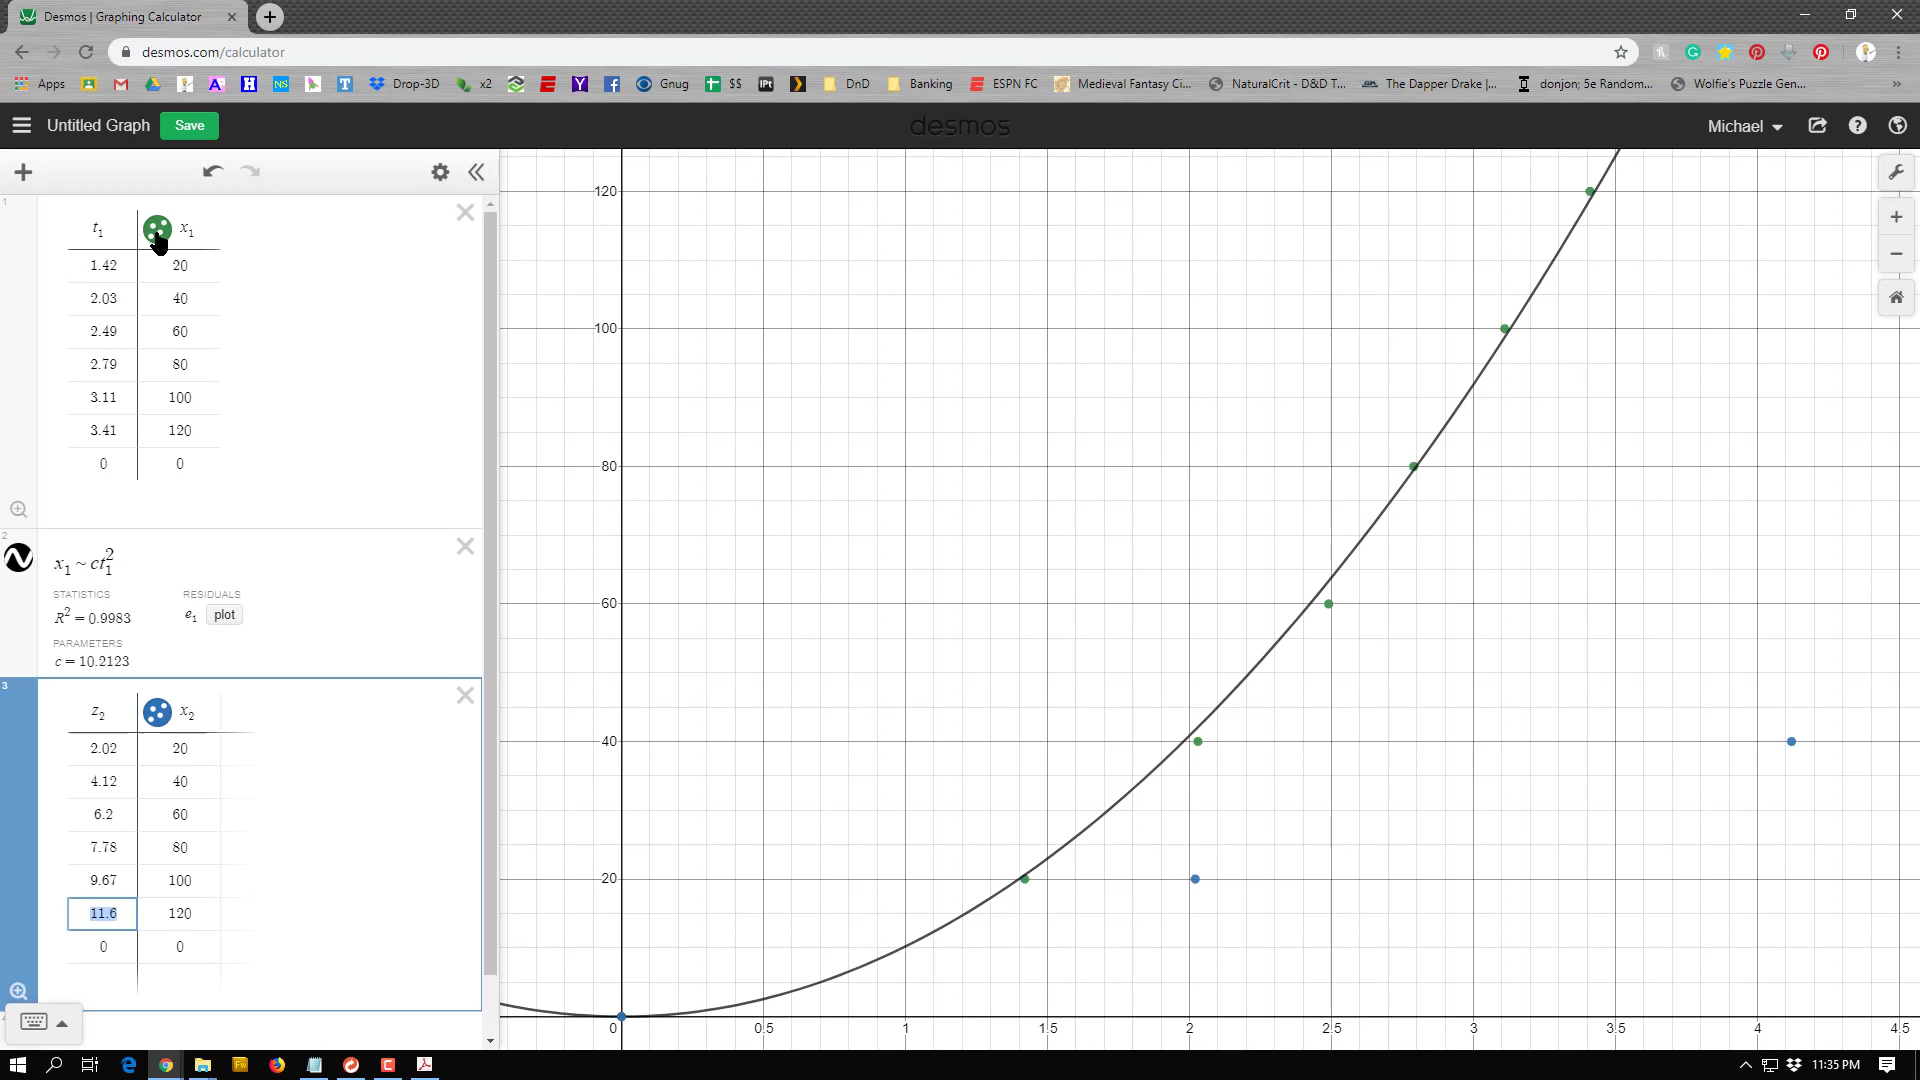 Desmos | Graphing Calculator
desmos.com/calculator
Apps
Drop-3D
x2
Gnug
$$
DnD
Banking
ESPN FC
Medieval Fantasy Ci...
NaturalCrit - D&D T...
The Dapper Drake |...
donjon; 5e Random...
Wolfie's Puzzle Gen...
Untitled Graph
Save
desmos
Michael
1
t₁ x₁
1.42 20
2.03 40
2.49 60
2.79 80
3.11 100
3.41 120
0 0
2
x₁ ~ ct₁²
STATISTICS RESIDUALS
R² = 0.9983 e₁ plot
PARAMETERS
c = 10.2123
3
z₂ x₂
2.02 20
4.12 40
6.2 60
7.78 80
9.67 100
11.6 120
0 0
120
100
80
60
40
20
0 0.5 1 1.5 2 2.5 3 3.5 4 4.5
11:35 PM